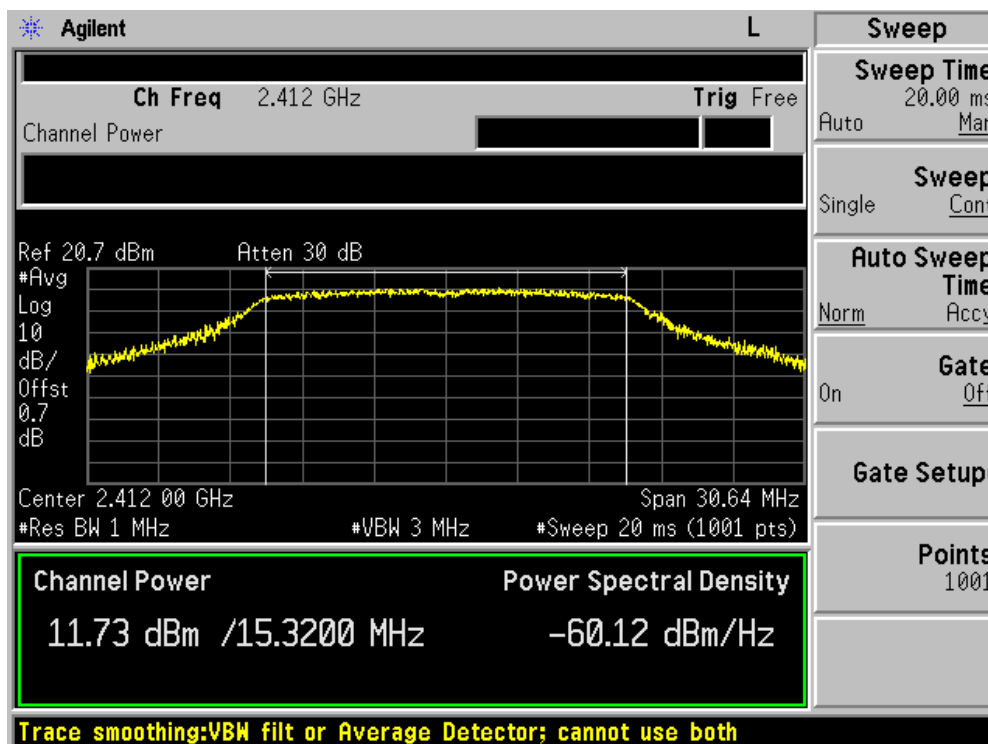 Agilent
L
Sweep
Ch Freq 2.412 GHz
Trig Free
Channel Power
Ref 20.7 dBm
Atten 30 dB
#Avg
Log
10
dB/
Offst
0.7
dB
Center 2.412 00 GHz
Span 30.64 MHz
#Res BW 1 MHz
#VBW 3 MHz
#Sweep 20 ms (1001 pts)
Channel Power
Power Spectral Density
11.73 dBm /15.3200 MHz
-60.12 dBm/Hz
Trace smoothing:VBW filt or Average Detector; cannot use both
Sweep Time
20.00 ms
Auto
Sweep
Single
Auto Sweep
Time
Norm
Gate
On
Gate Setup
Points
1001